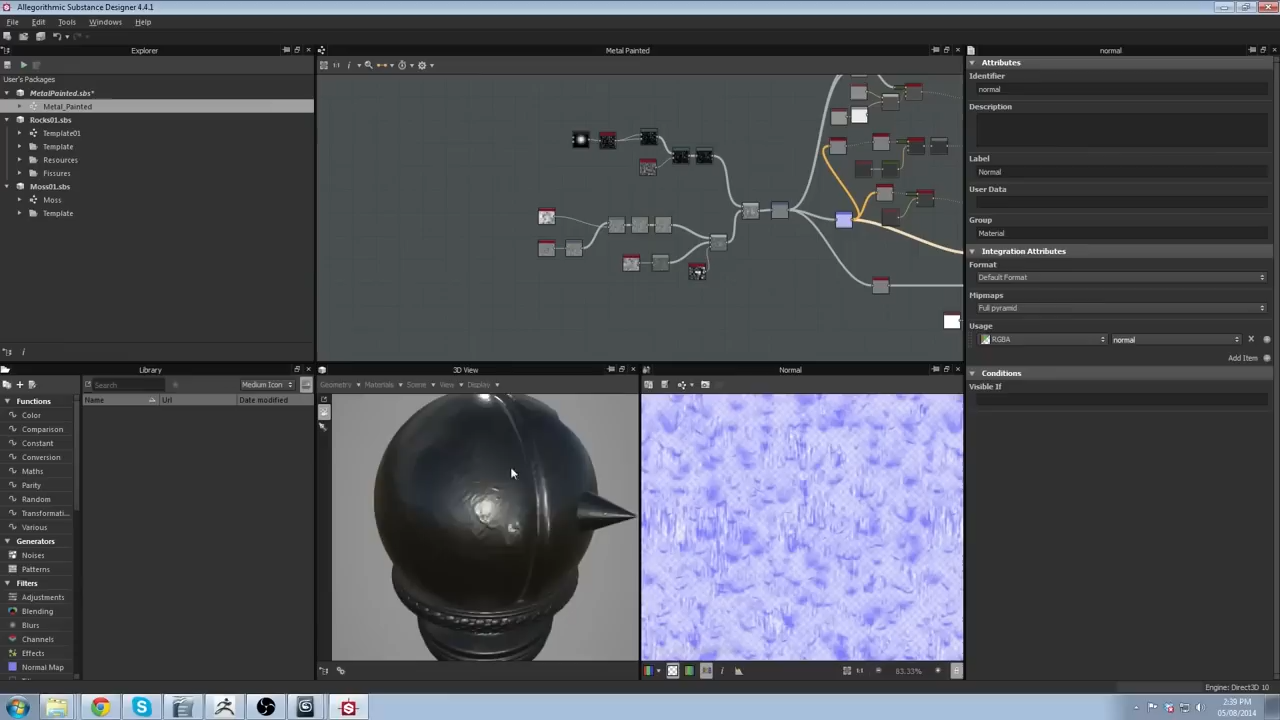 Allegorithmic Substance Designer 4.4.1
File Edit Tools Windows Help
Explorer
User's Packages
MetalPainted.sbs*
Metal_Painted
Rocks01.sbs
Template01
Template
Resources
Fissures
Moss01.sbs
Moss
Template
Metal Painted
normal
Attributes
Identifier
normal
Description
Label
Normal
User Data
Group
Material
Integration Attributes
Format
Default Format
Mipmaps
Full pyramid
Usage
RGBA normal
Add Item
Conditions
Visible If
Library
Search Medium Icon
Name Url Date modified
Functions
Color
Comparison
Constant
Conversion
Maths
Parity
Random
Transformati...
Various
Generators
Noises
Patterns
Filters
Adjustments
Blending
Blurs
Channels
Effects
Normal Map
3D View
Geometry Materials Scene View Display
Normal
83.33%
Engine: Direct3D 10
2:39 PM
05/08/2014